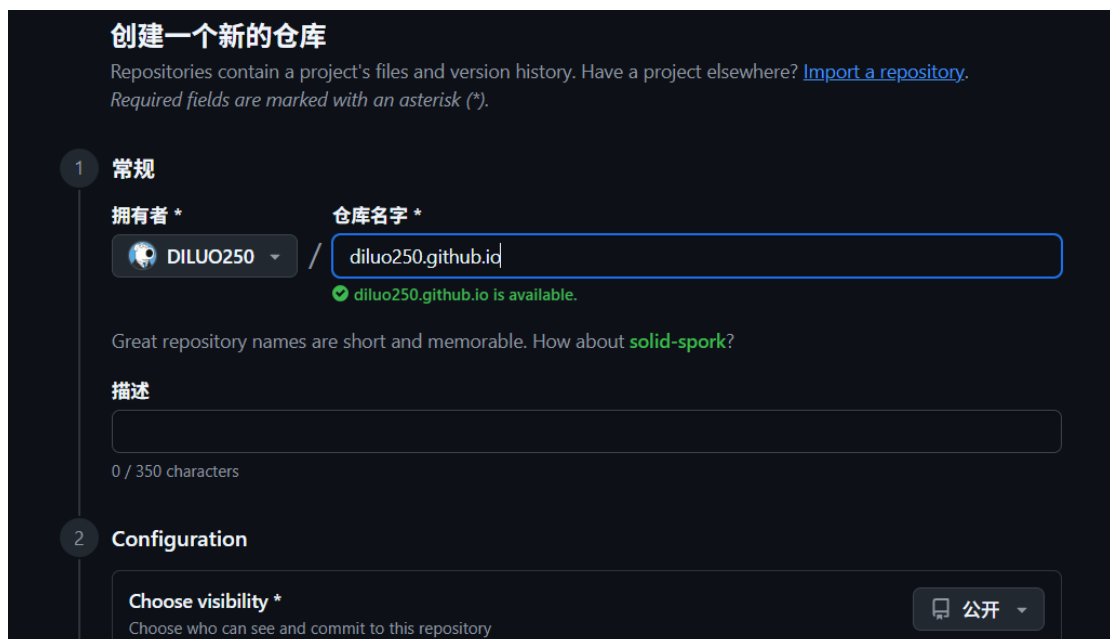 创建一个新的仓库
Repositories contain a project's files and version history. Have a project elsewhere? Import a repository.
Required fields are marked with an asterisk (*).
1 常规
拥有者 * 仓库名字 *
DILUO250 / diluo250.github.io
diluo250.github.io is available.
Great repository names are short and memorable. How about solid-spork?
描述
0 / 350 characters
2 Configuration
Choose visibility *
公开
Choose who can see and commit to this repository